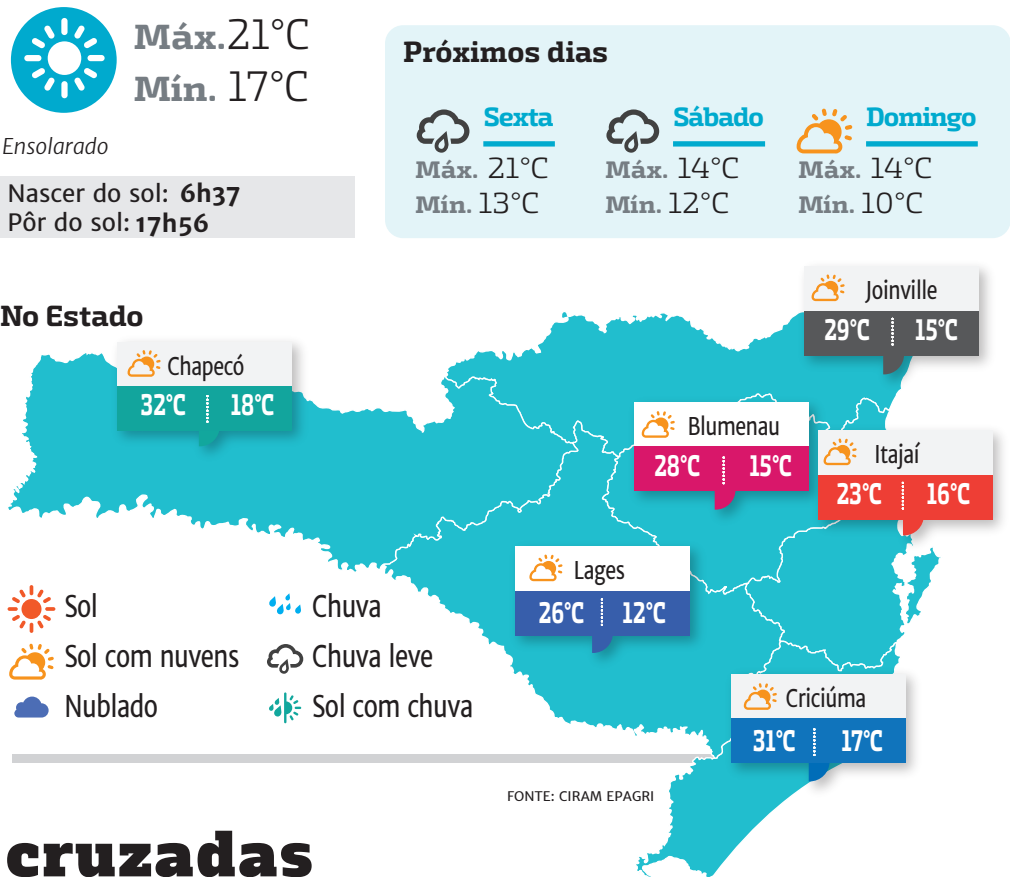 Máx.21°C
Mín. 17°C
Ensolarado
Nascer do sol: 6h37
Pôr do sol: 17h56
Próximos dias
Sexta
Máx. 21°C
Mín. 13°C
Sábado
Máx. 14°C
Mín. 12°C
Domingo
Máx. 14°C
Mín. 10°C
No Estado
Joinville
29°C 15°C
Chapecó
32°C 18°C
Blumenau
28°C 15°C
Itajaí
23°C 16°C
Lages
26°C 12°C
Criciúma
31°C 17°C
Sol
Sol com nuvens
Nublado
Chuva
Chuva leve
Sol com chuva
FONTE: CIRAM EPAGRI
cruzadas